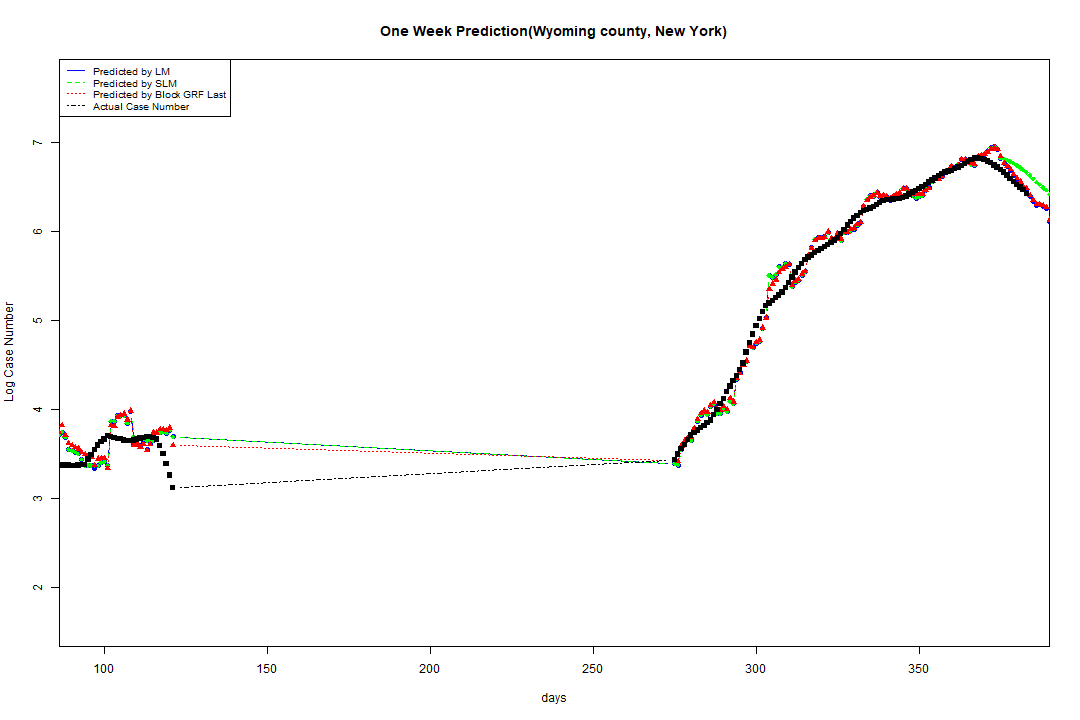 One Week Prediction(Wyoming county, New York)
Predicted by LM
Predicted by SLM
Predicted by Block GRF Last
Actual Case Number
7
6
5
4
3
2
Log Case Number
100 150 200 250 300 350
days